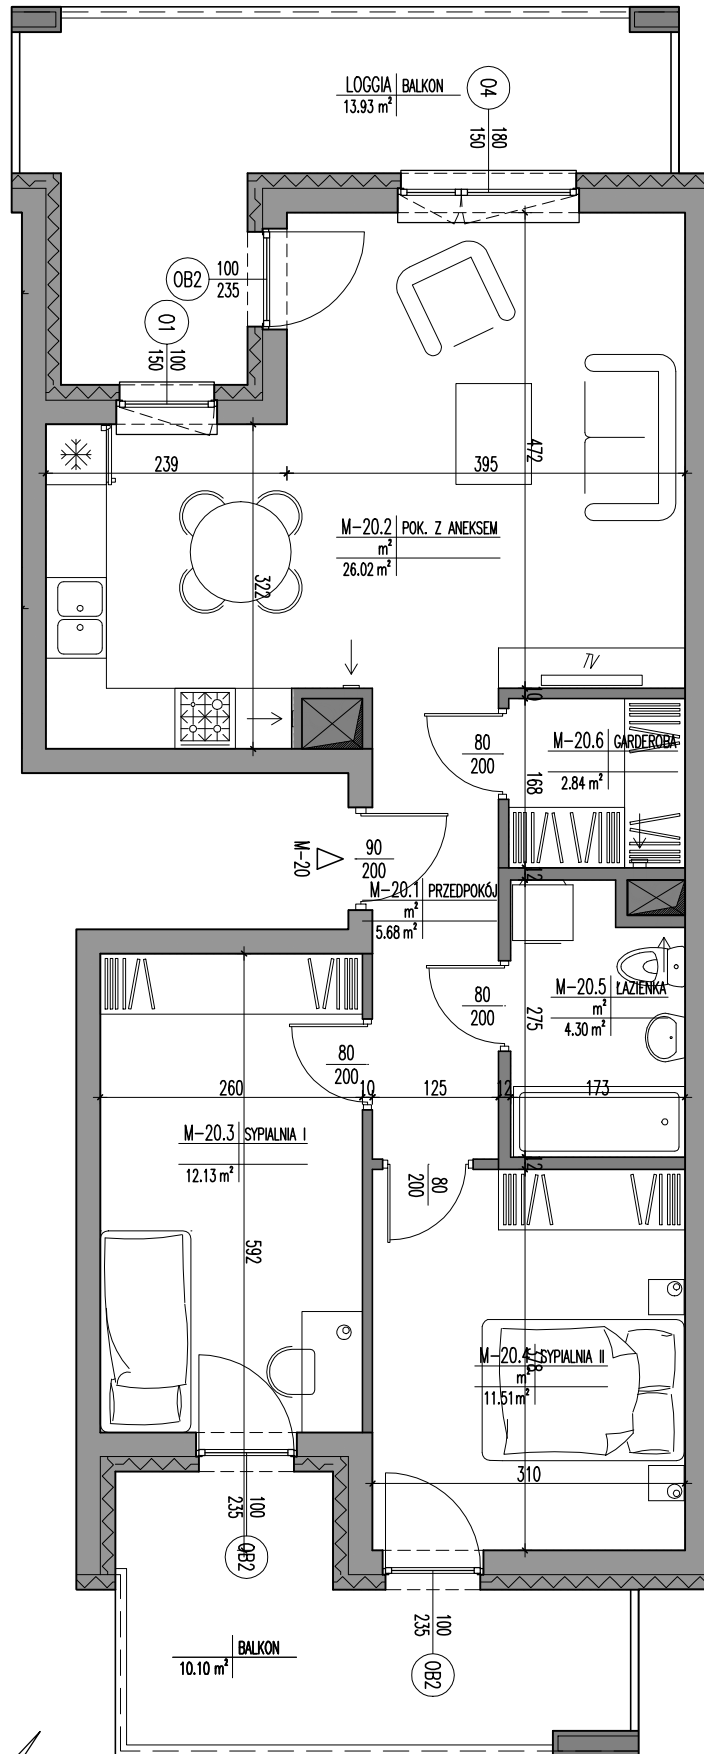 LOGGIA BALKON
13.93 m²
04
180
150
OB2
100
235
01
100
150
239
395
472
M-20.2 POK. Z ANEKSEM
m²
26.02 m²
322
TV
10
80
200
M-20.6 GARDEROBA
2.84 m²
168
M-20
90
200
12
M-20.1 PRZEDPOKÓJ
m²
5.68 m²
80
200
M-20.5 ŁAZIENKA
m²
4.30 m²
275
80
200
260
10
125
12
173
M-20.3 SYPIALNIA I
12.13 m²
12
80
200
592
M-20.4 SYPIALNIA II
m²
11.51m²
378
310
100
235
OB2
100
235
OB2
BALKON
10.10 m²